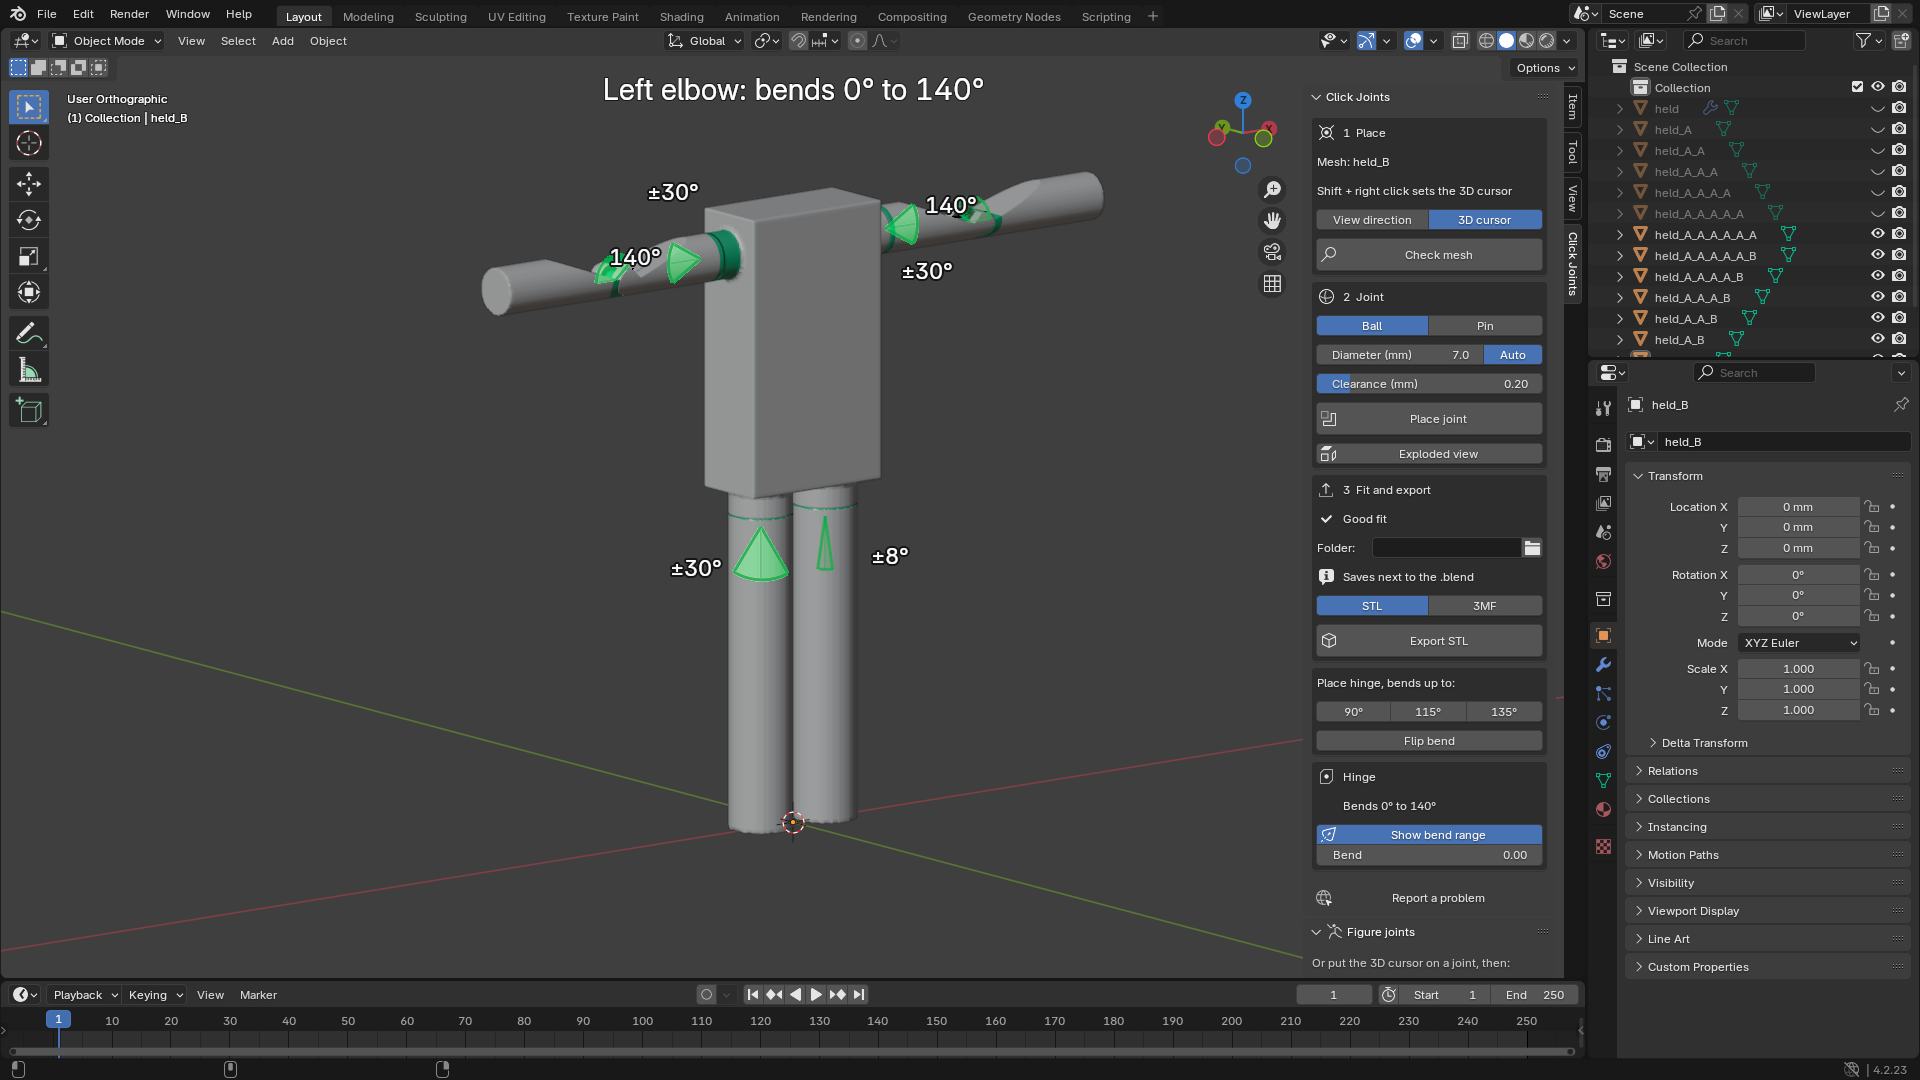 File Edit Render Window Help
Layout Modeling Sculpting UV Editing Texture Paint Shading Animation Rendering Compositing Geometry Nodes Scripting
Scene
ViewLayer
Object Mode View Select Add Object
Global
Search
Options
User Orthographic
(1) Collection | held_B
Left elbow: bends 0° to 140°
Z
Y
X
±30°
140°
140°
±30°
±30°
±8°
Click Joints
1 Place
Mesh: held_B
Shift + right click sets the 3D cursor
View direction 3D cursor
Check mesh
2 Joint
Ball Pin
Diameter (mm) 7.0 Auto
Clearance (mm) 0.20
Place joint
Exploded view
3 Fit and export
Good fit
Folder:
Saves next to the .blend
STL 3MF
Export STL
Place hinge, bends up to:
90° 115° 135°
Flip bend
Hinge
Bends 0° to 140°
Show bend range
Bend 0.00
Report a problem
Figure joints
Or put the 3D cursor on a joint, then:
Item
Tool
View
Click Joints
Scene Collection
Collection
held
held_A
held_A_A
held_A_A_A
held_A_A_A_A
held_A_A_A_A_A
held_A_A_A_A_A_A
held_A_A_A_A_A_B
held_A_A_A_A_B
held_A_A_A_B
held_A_A_B
held_A_B
Search
held_B
held_B
Transform
Location X 0 mm
Y 0 mm
Z 0 mm
Rotation X 0°
Y 0°
Z 0°
Mode XYZ Euler
Scale X 1.000
Y 1.000
Z 1.000
Delta Transform
Relations
Collections
Instancing
Motion Paths
Visibility
Viewport Display
Line Art
Custom Properties
Playback Keying View Marker
1 Start 1 End 250
1 10 20 30 40 50 60 70 80 90 100 110 120 130 140 150 160 170 180 190 200 210 220 230 240 250
4.2.23